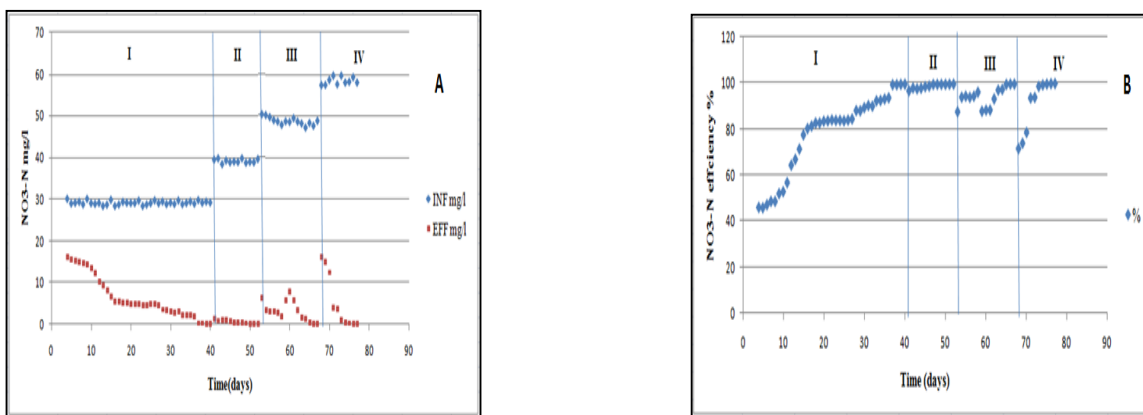 NO3-N mg/l
70
60
50
40
30
20
10
0
I
II
III
IV
A
INF mg/l
EFF mg/l
0 10 20 30 40 50 60 70 80 90
Time(days)
NO3-N effciency %
120
100
80
60
40
20
0
I
II
III
IV
B
%
0 10 20 30 40 50 60 70 80 90
Time (days)